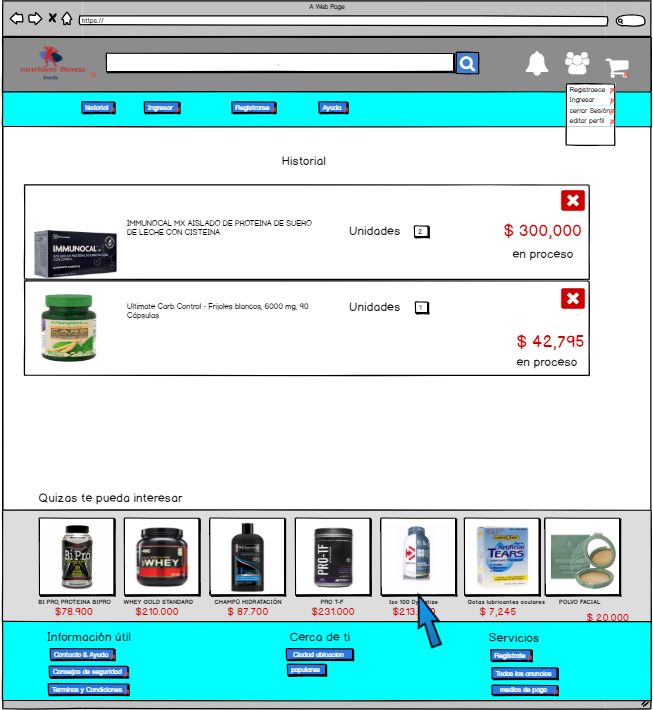 A Web Page
https://
nutrition fitness
historial
Ingresar
Registrarse
Ayuda
Registraece
Ingresar
cerrar Sesión
editar perfil
Historial
IMMUNOCAL MX AISLADO DE PROTEINA DE SUERO
DE LECHE CON CISTEINA
Unidades 2
$ 300,000
en proceso
IMMUNOCAL
Ultimate Carb Control - Frijoles blancos, 6000 mg, 90
Cápsulas
Unidades 1
$ 42,795
en proceso
Quizas te pueda interesar
Bi Pro
WHEY
PRO-TF
ISO
Artificial
TEARS
BI PRO, PROTEINA BIPRO
$78.900
WHEY GOLD STANDARD
$210.000
CHAMPÚ HIDRATACIÓN
$ 87.700
PRO T-F
$231.000
Iso 100
Gotas lubricantes oculares
$ 7,245
POLVO FACIAL
$ 20.000
Información útil
Contacto & Ayuda
Consejos de seguridad
Terminos y Condiciones
Cerca de ti
Ciudad ubicacion
populares
Servicios
Registrate
Todos los anuncios
medios de pago